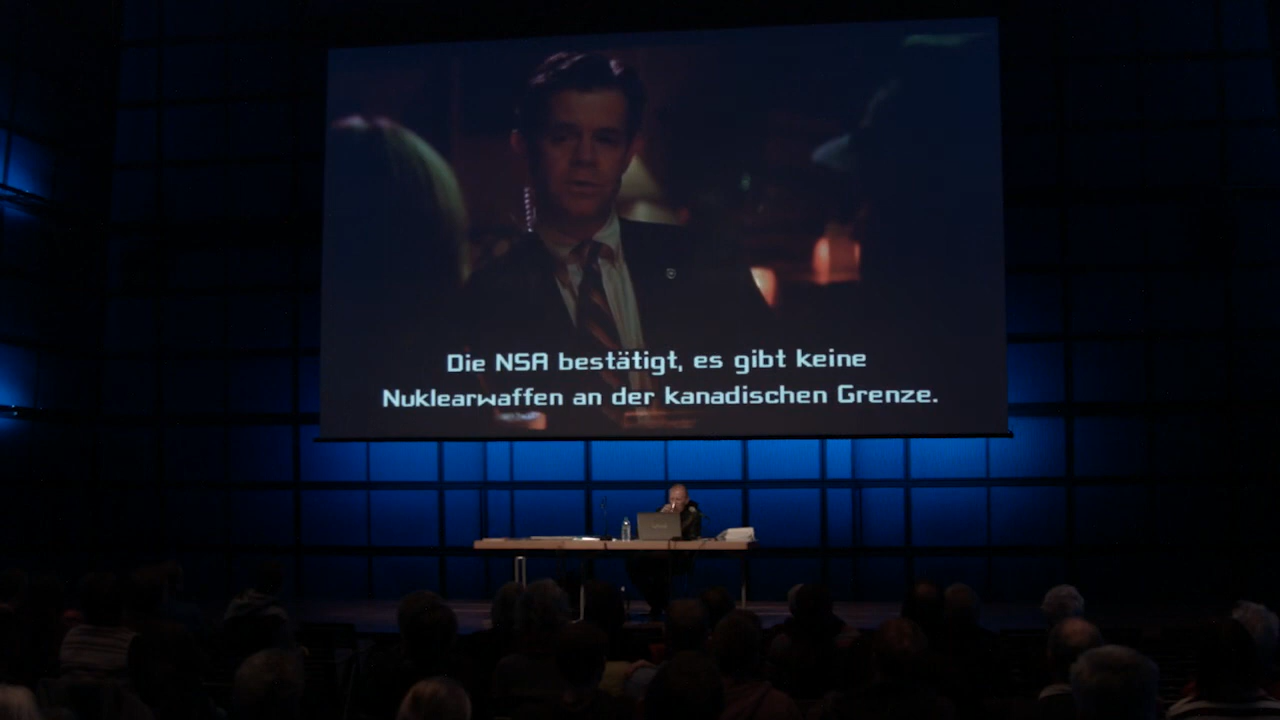 Die NSA bestätigt, es gibt keine
Nuklearwaffen an der kanadischen Grenze.